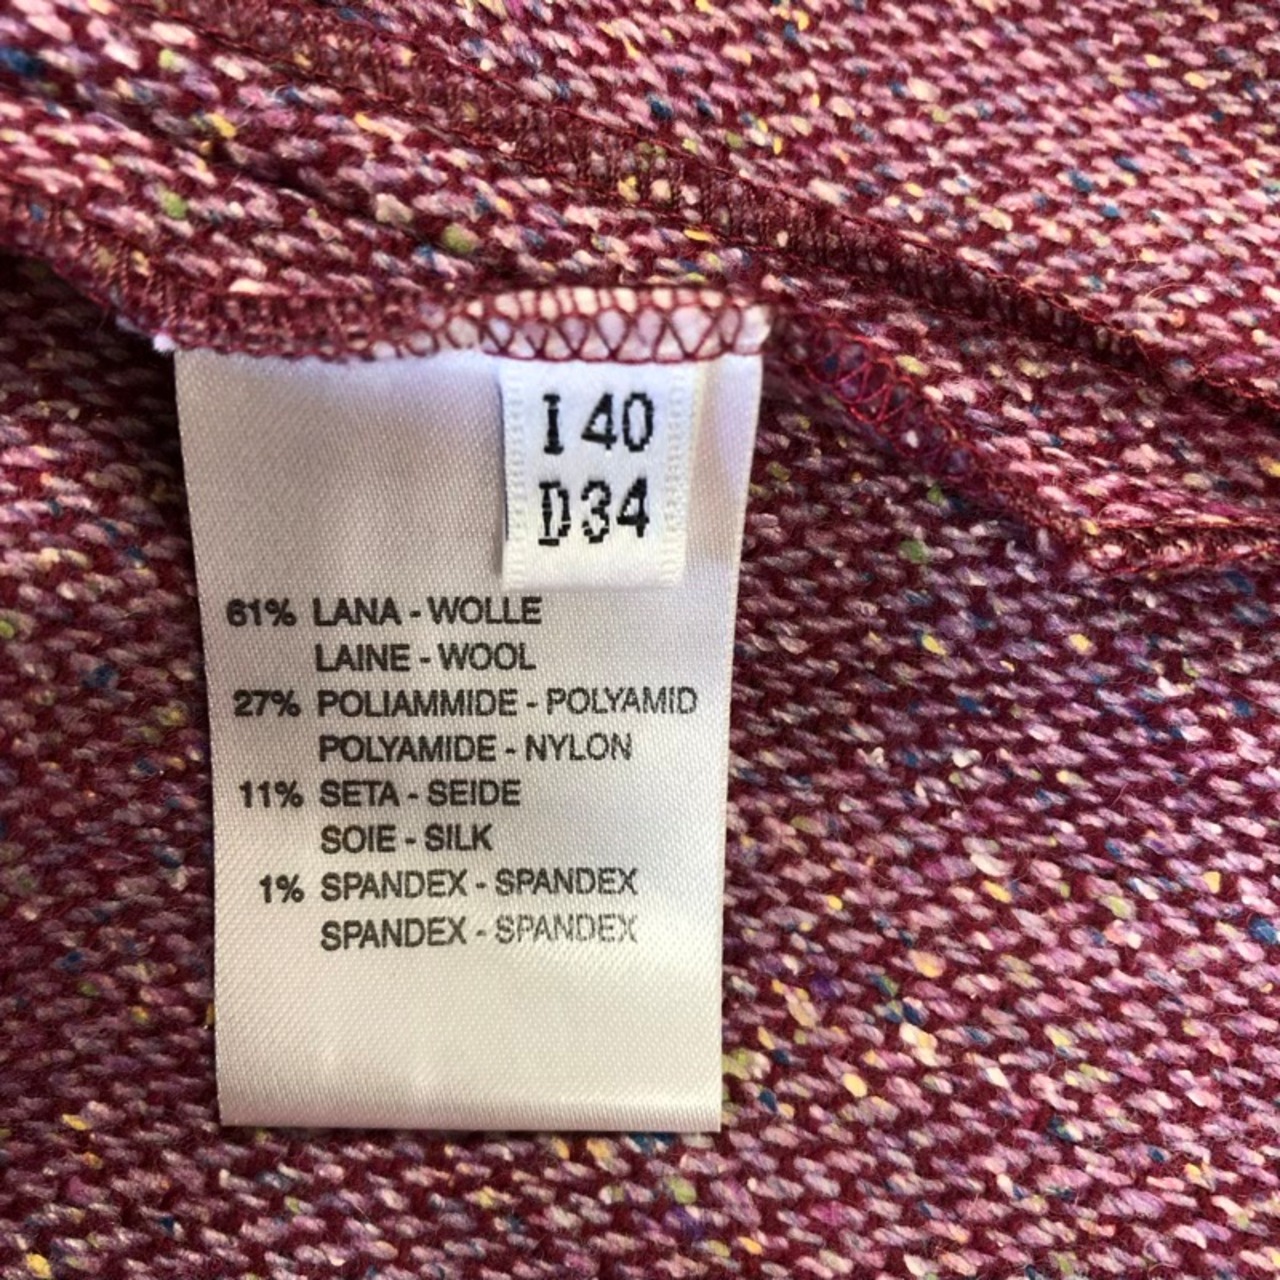 I 40
D34
61% LANA - WOLLE
LAINE - WOOL
27% POLIAMMIDE - POLYAMID
POLYAMIDE - NYLON
11% SETA - SEIDE
SOIE - SILK
1% SPANDEX - SPANDEX
SPANDEX - SPANDEX